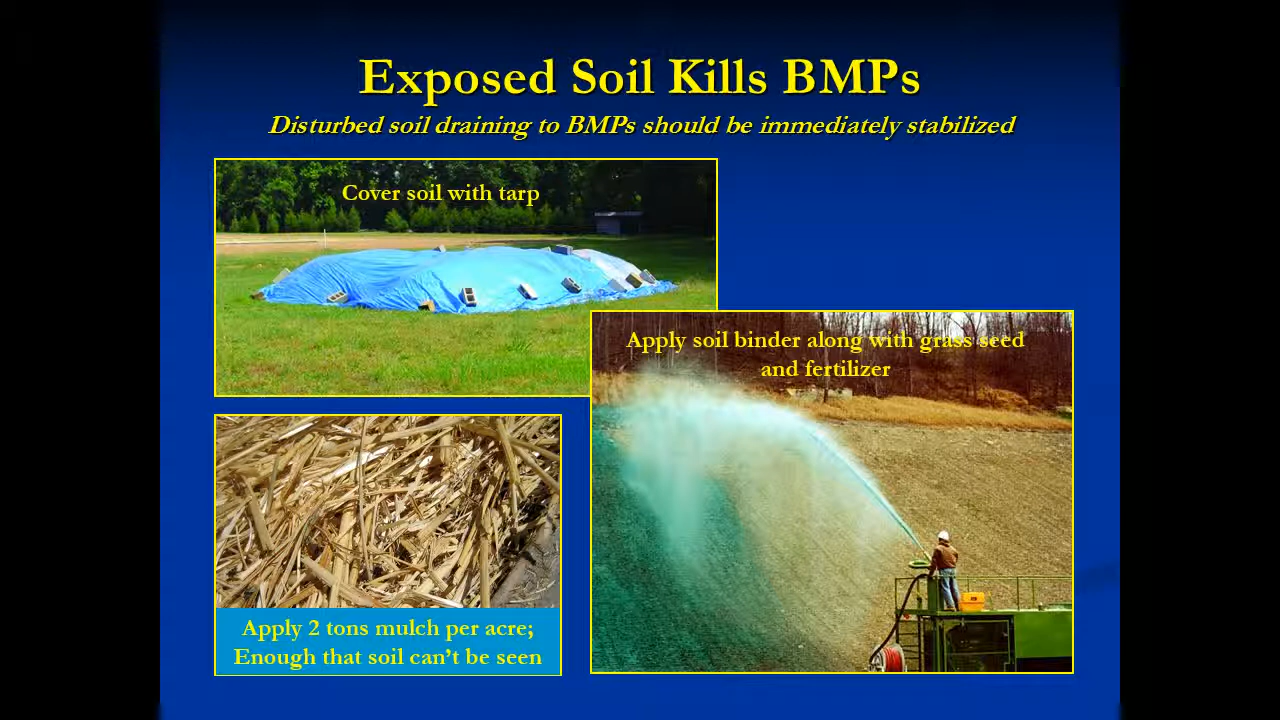 Exposed Soil Kills BMPs
Disturbed soil draining to BMPs should be immediately stabilized
Cover soil with tarp
Apply soil binder along with grass seed
and fertilizer
Apply 2 tons mulch per acre;
Enough that soil can’t be seen